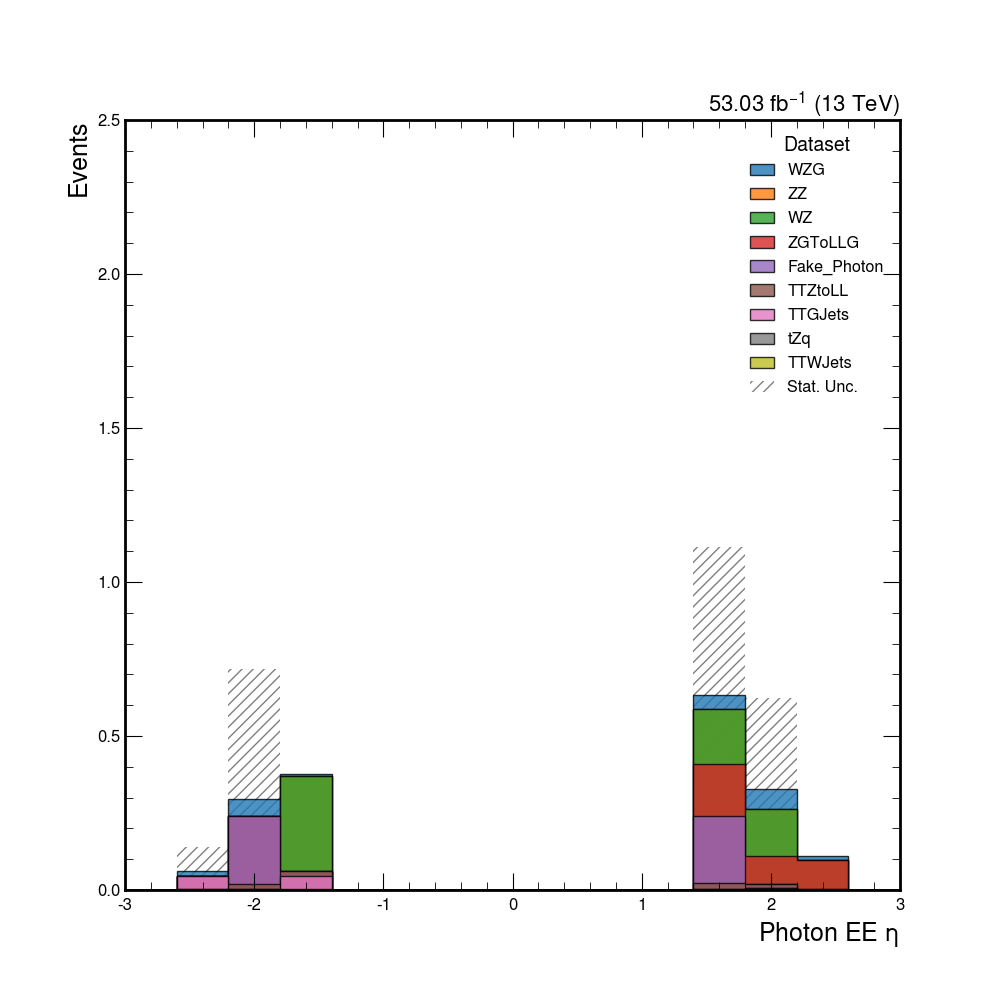 53.03 fb⁻¹ (13 TeV)
Events
2.5
2.0
1.5
1.0
0.5
0.0
Dataset
WZG
ZZ
WZ
ZGToLLG
Fake_Photon
TTZtoLL
TTGJets
tZq
TTWJets
Stat. Unc.
-3 -2 -1 0 1 2 3
Photon EE η